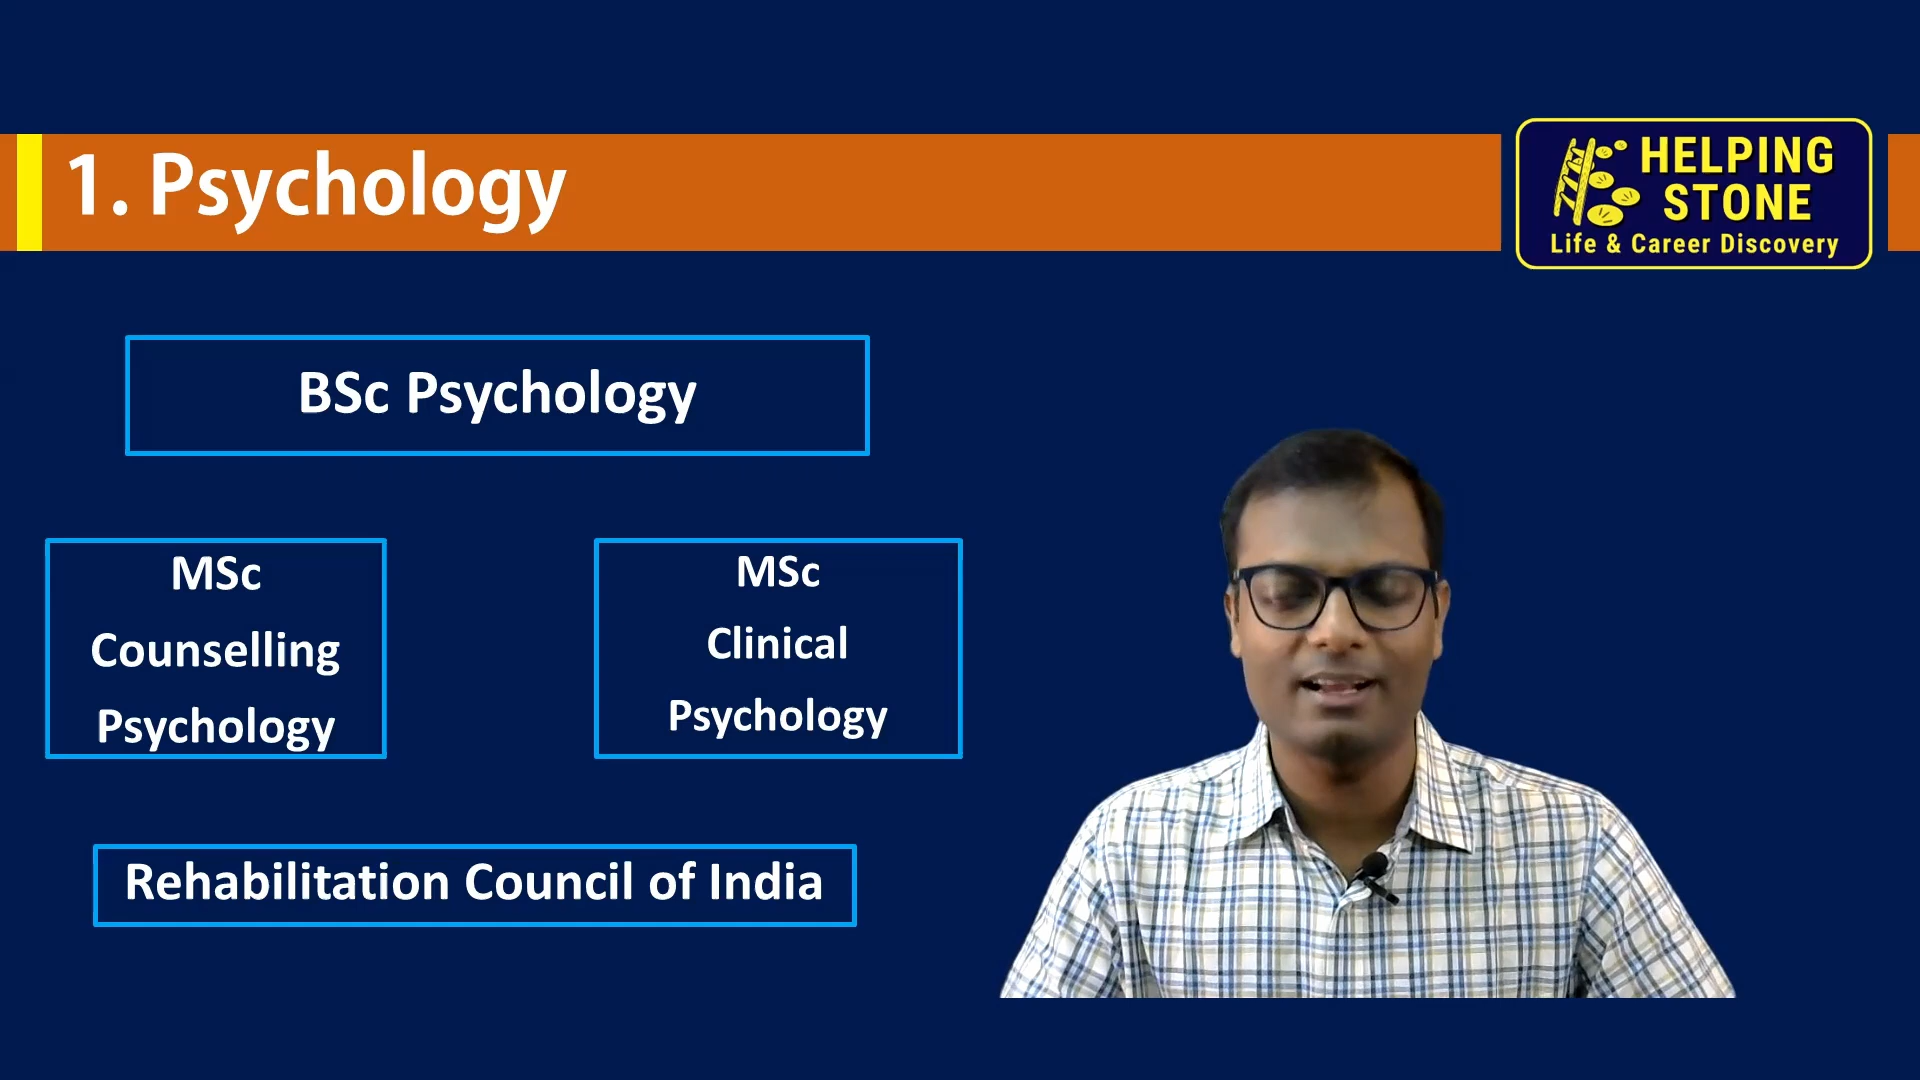 1. Psychology
HELPING
STONE
Life & Career Discovery
BSc Psychology
MSc
Counselling
Psychology
MSc
Clinical
Psychology
Rehabilitation Council of India